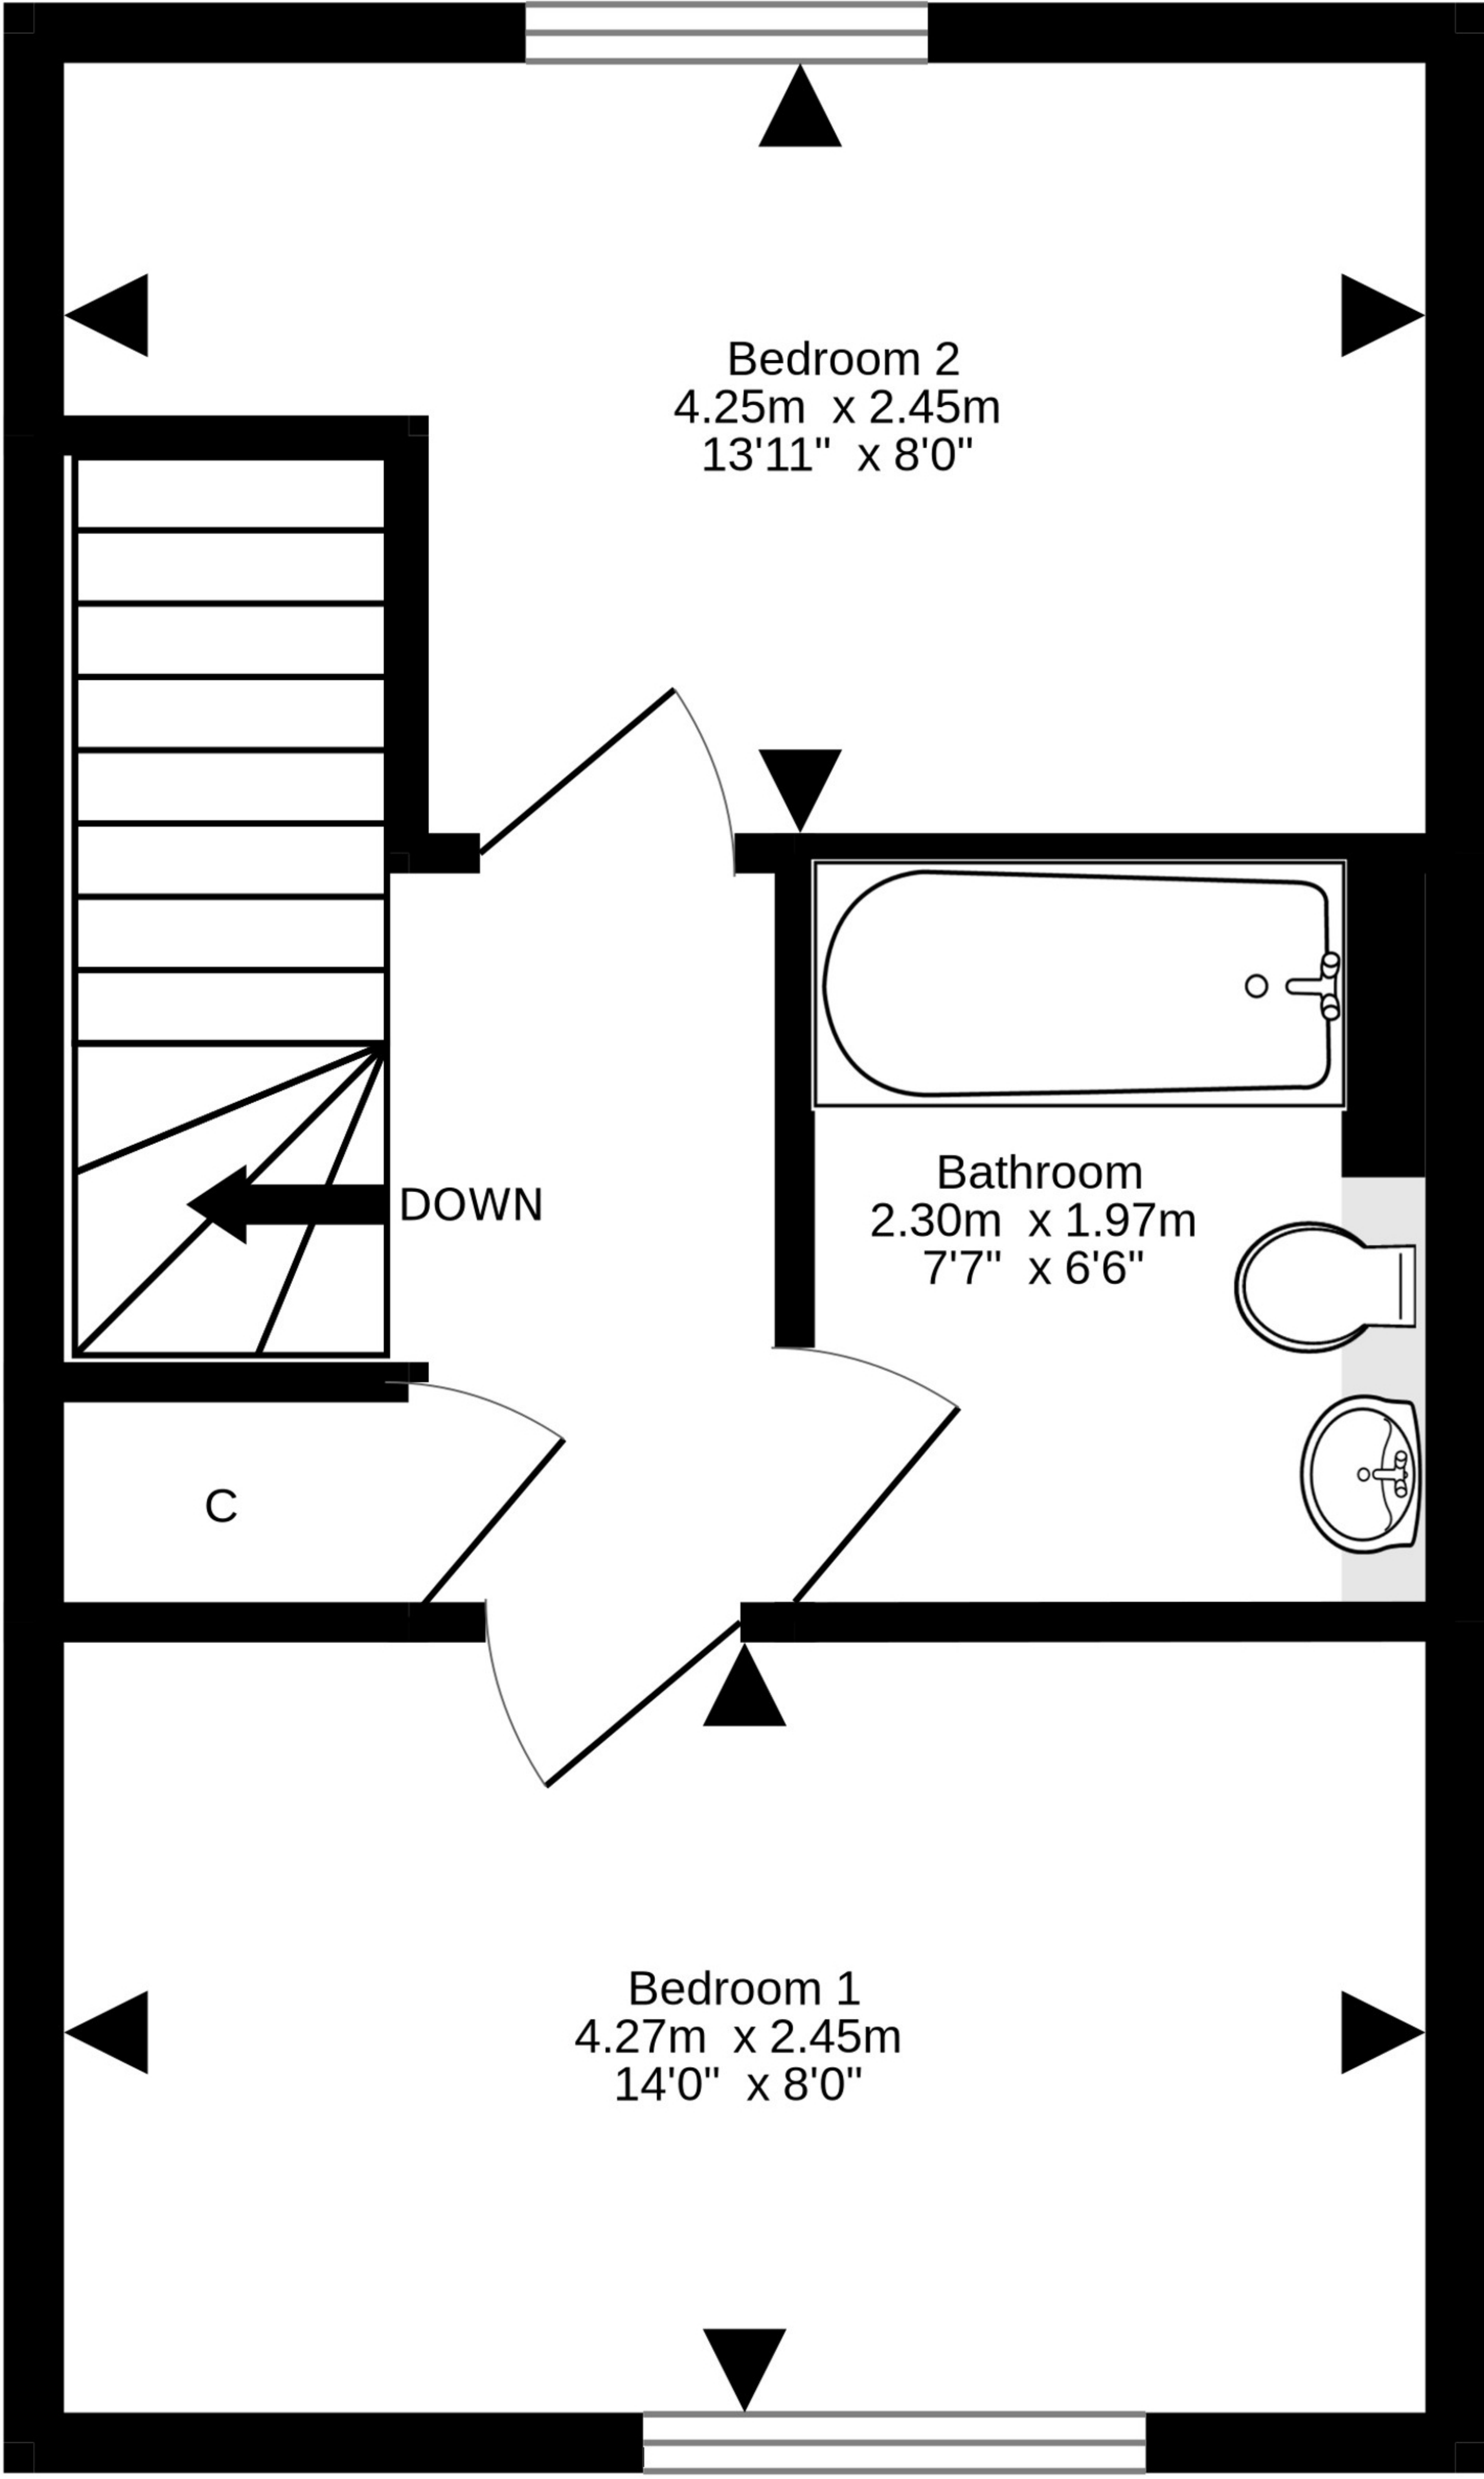 Bedroom 2
4.25m x 2.45m
13'11" x 8'0"
DOWN
Bathroom
2.30m x 1.97m
7'7" x 6'6"
C
Bedroom 1
4.27m x 2.45m
14'0" x 8'0"